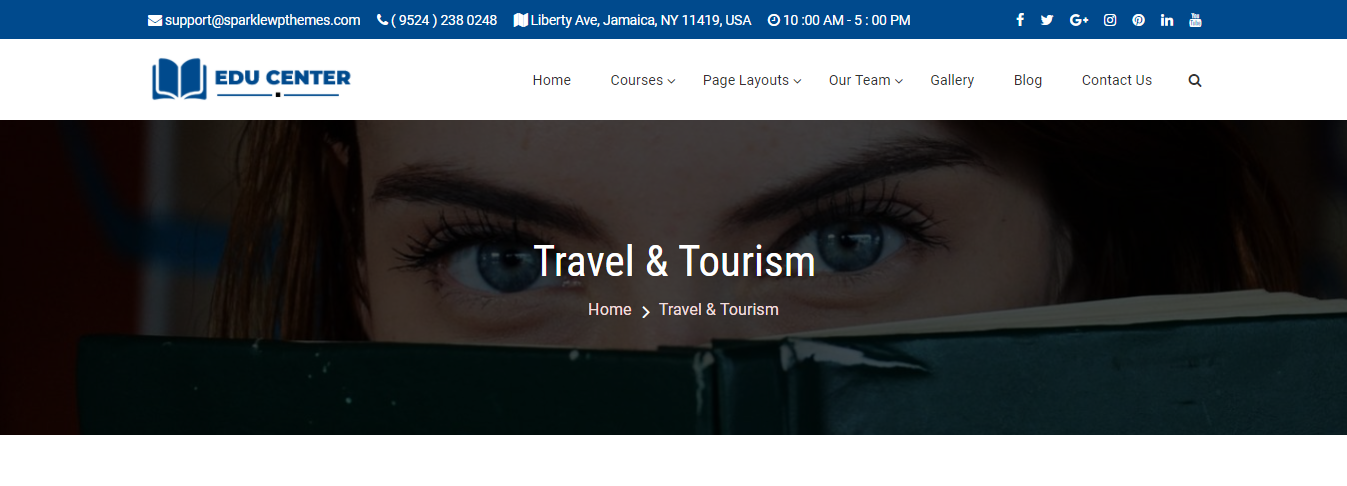 support@sparklewpthemes.com ( 9524 ) 238 0248 Liberty Ave, Jamaica, NY 11419, USA 10 :00 AM - 5 : 00 PM
EDU CENTER Home Courses Page Layouts Our Team Gallery Blog Contact Us
Travel & Tourism
Home Travel & Tourism